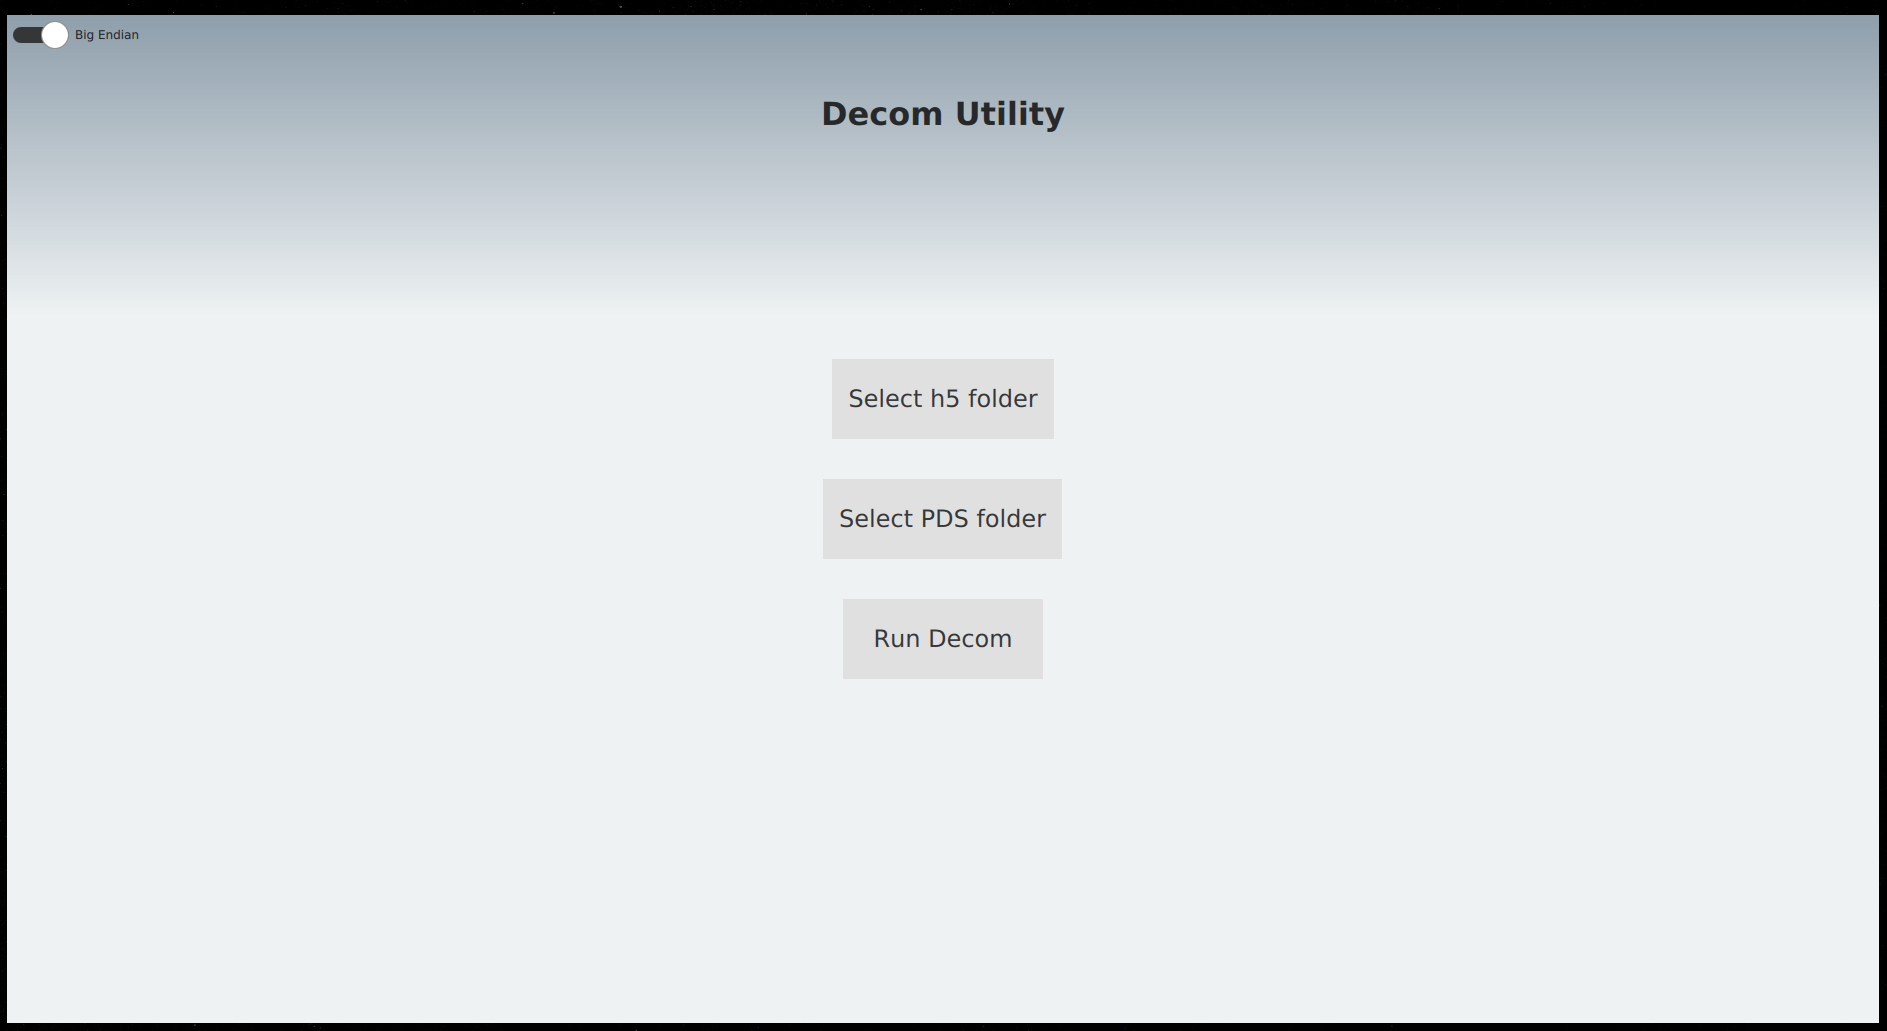 Big Endian
Decom Utility
Select h5 folder
Select PDS folder
Run Decom